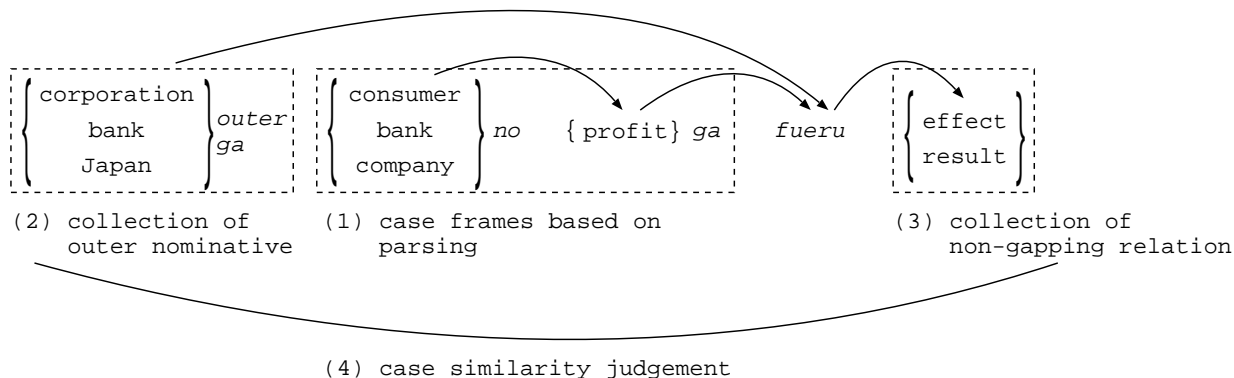 corporation
bank
Japan
outer
ga
consumer
bank
company
no
{profit} ga
fueru
effect
result
(2) collection of
outer nominative
(1) case frames based on
parsing
(3) collection of
non-gapping relation
(4) case similarity judgement